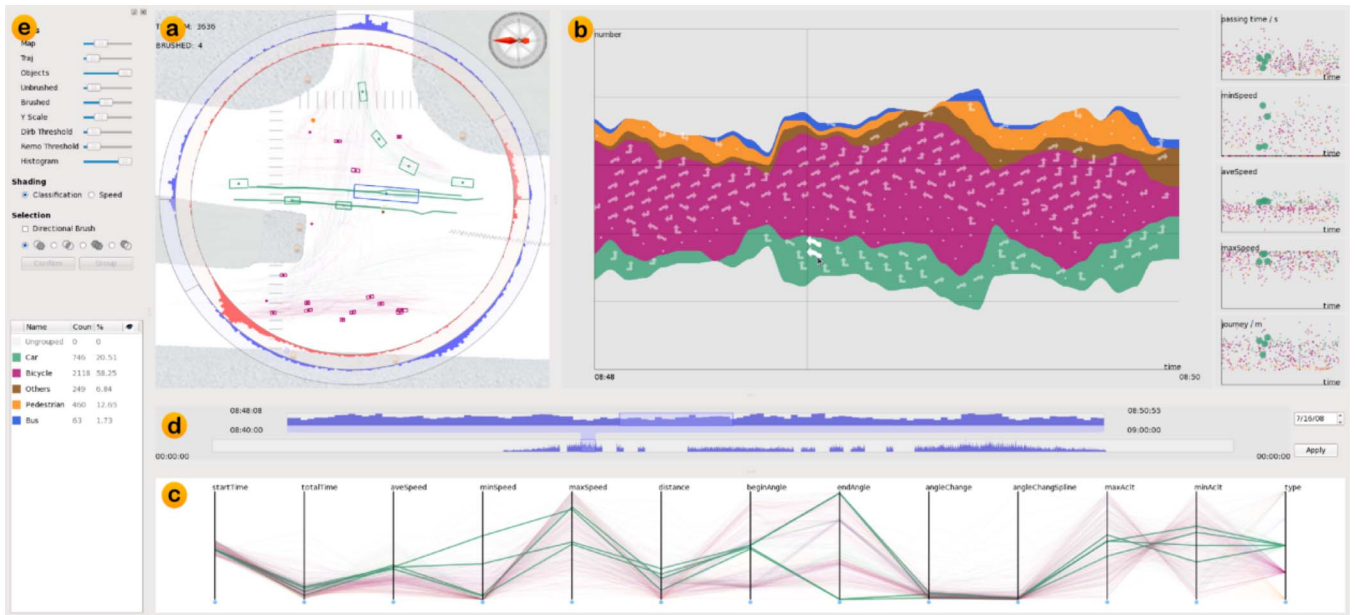 e
Map
Traj
Objects
Unbrushed
Brushed
Y Scale
Dirb Threshold
Remo Threshold
Histogram
Shading
Classification Speed
Selection
Directional Brush
Confirm Group
Name Coun %
Ungrouped 0 0
Car 746 20.51
Bicycle 2118 58.25
Others 249 6.84
Pedestrian 460 12.65
Bus 63 1.73
a
3636
BRUSHED: 4
b
number
time
08:48 08:50
passing time / s
time
minSpeed
time
aveSpeed
time
maxSpeed
time
journey / m
time
d
08:48:08 08:50:55
08:40:00 09:00:00
00:00:00 00:00:00
7/16/08
Apply
c
startTime totalTime aveSpeed minSpeed maxSpeed distance beginAngle endAngle angleChange angleChangSpline maxAclt minAclt type